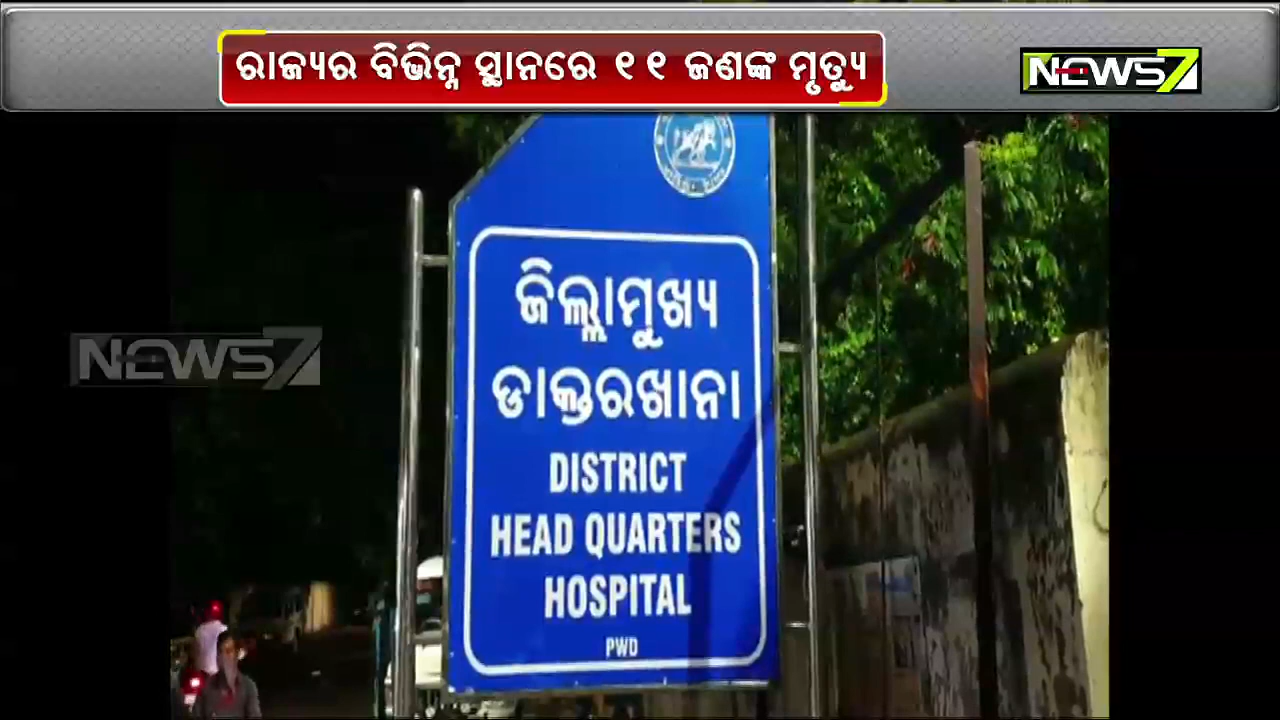 ରାଜ୍ୟର ବିଭିନ୍ନ ସ୍ଥାନରେ ୧୧ ଜଣଙ୍କ ମୃତ୍ୟୁ
NEWS7
ଜିଲ୍ଲାମୁଖ୍ୟ
NEWS7
ଡାକ୍ତରଖାନା
DISTRICT
HEAD QUARTERS
HOSPITAL
PWD